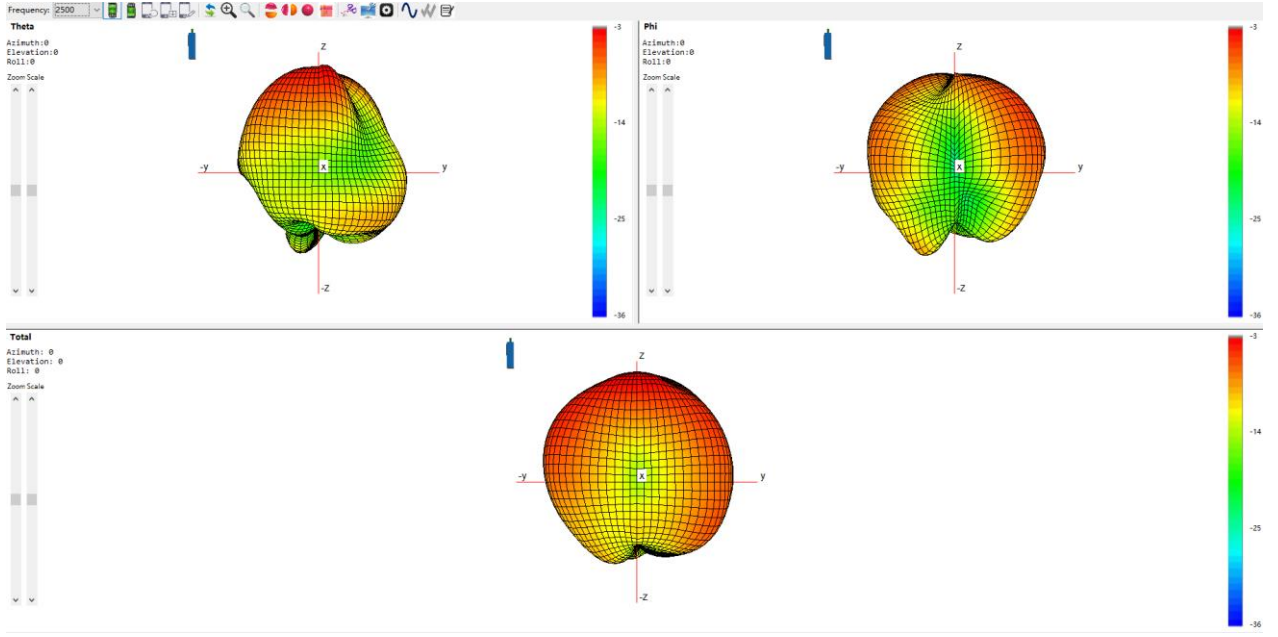 Frequency: 2500
Theta
Azimuth:0
Elevation:0
Roll:0
Zoom Scale
Z
-y
x
y
-Z
-3
-14
-25
-36
Phi
Azimuth:0
Elevation:0
Roll:0
Zoom Scale
Z
-y
x
y
-Z
-3
-14
-25
-36
Total
Azimuth: 0
Elevation: 0
Roll: 0
Zoom Scale
Z
-y
x
y
-Z
-3
-14
-25
-36